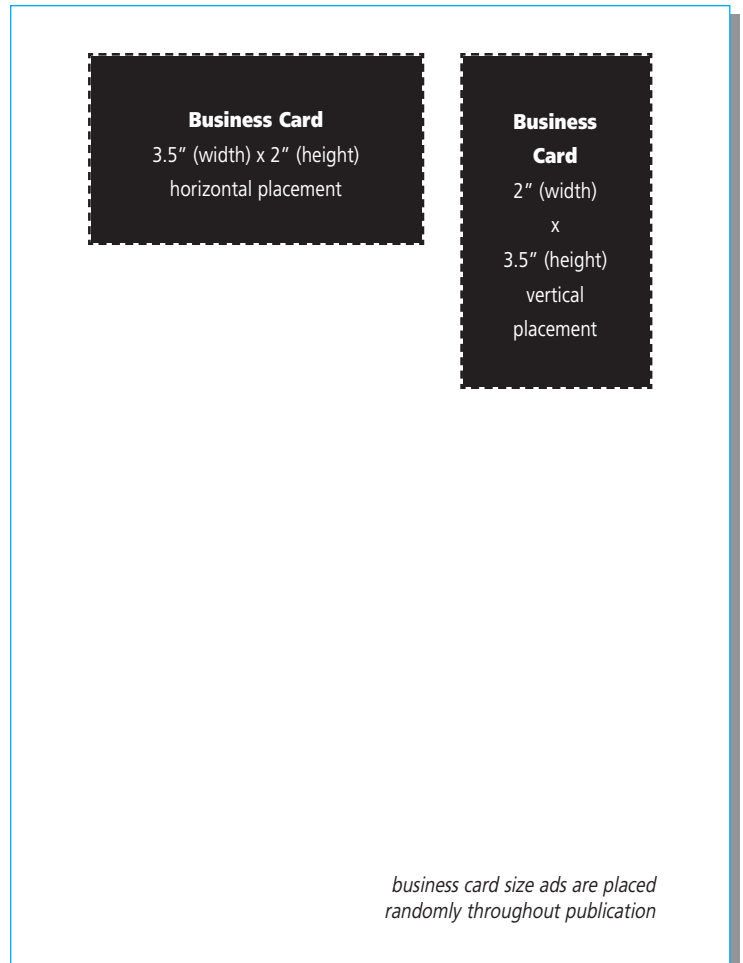 Business Card
3.5” (width) x 2” (height)
horizontal placement
Business
Card
2” (width)
x
3.5” (height)
vertical
placement
business card size ads are placed
randomly throughout publication